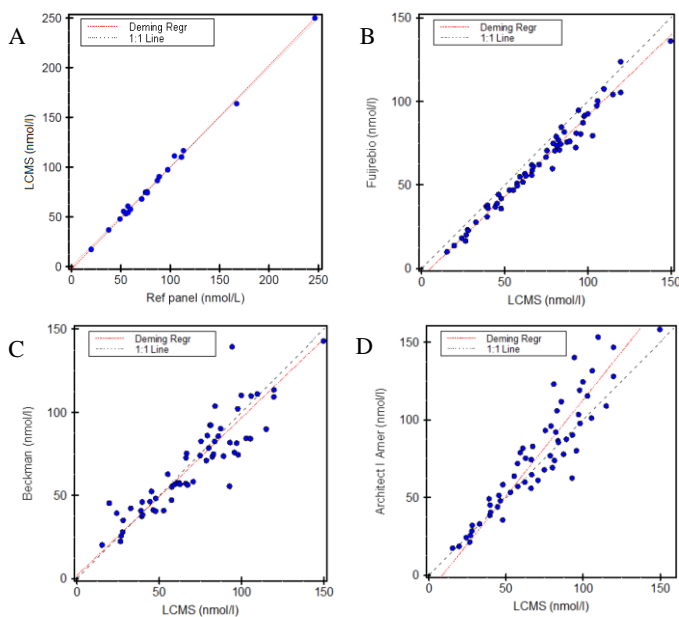 A
250
200
150
100
50
0
LCMS (nmol/l)
Deming Regr
1:1 Line
0 50 100 150 200 250
Ref panel (nmol/L)
B
150
100
50
0
Fuijrebio (nmol/l)
Deming Regr
1:1 Line
0 50 100 150
LCMS (nmol/l)
C
150
100
50
0
Beckman (nmol/l)
Deming Regr
1:1 Line
0 50 100 150
LCMS (nmol/l)
D
150
100
50
0
Architect I Amer (nmol/l)
Deming Regr
1:1 Line
0 50 100 150
LCMS (nmol/l)